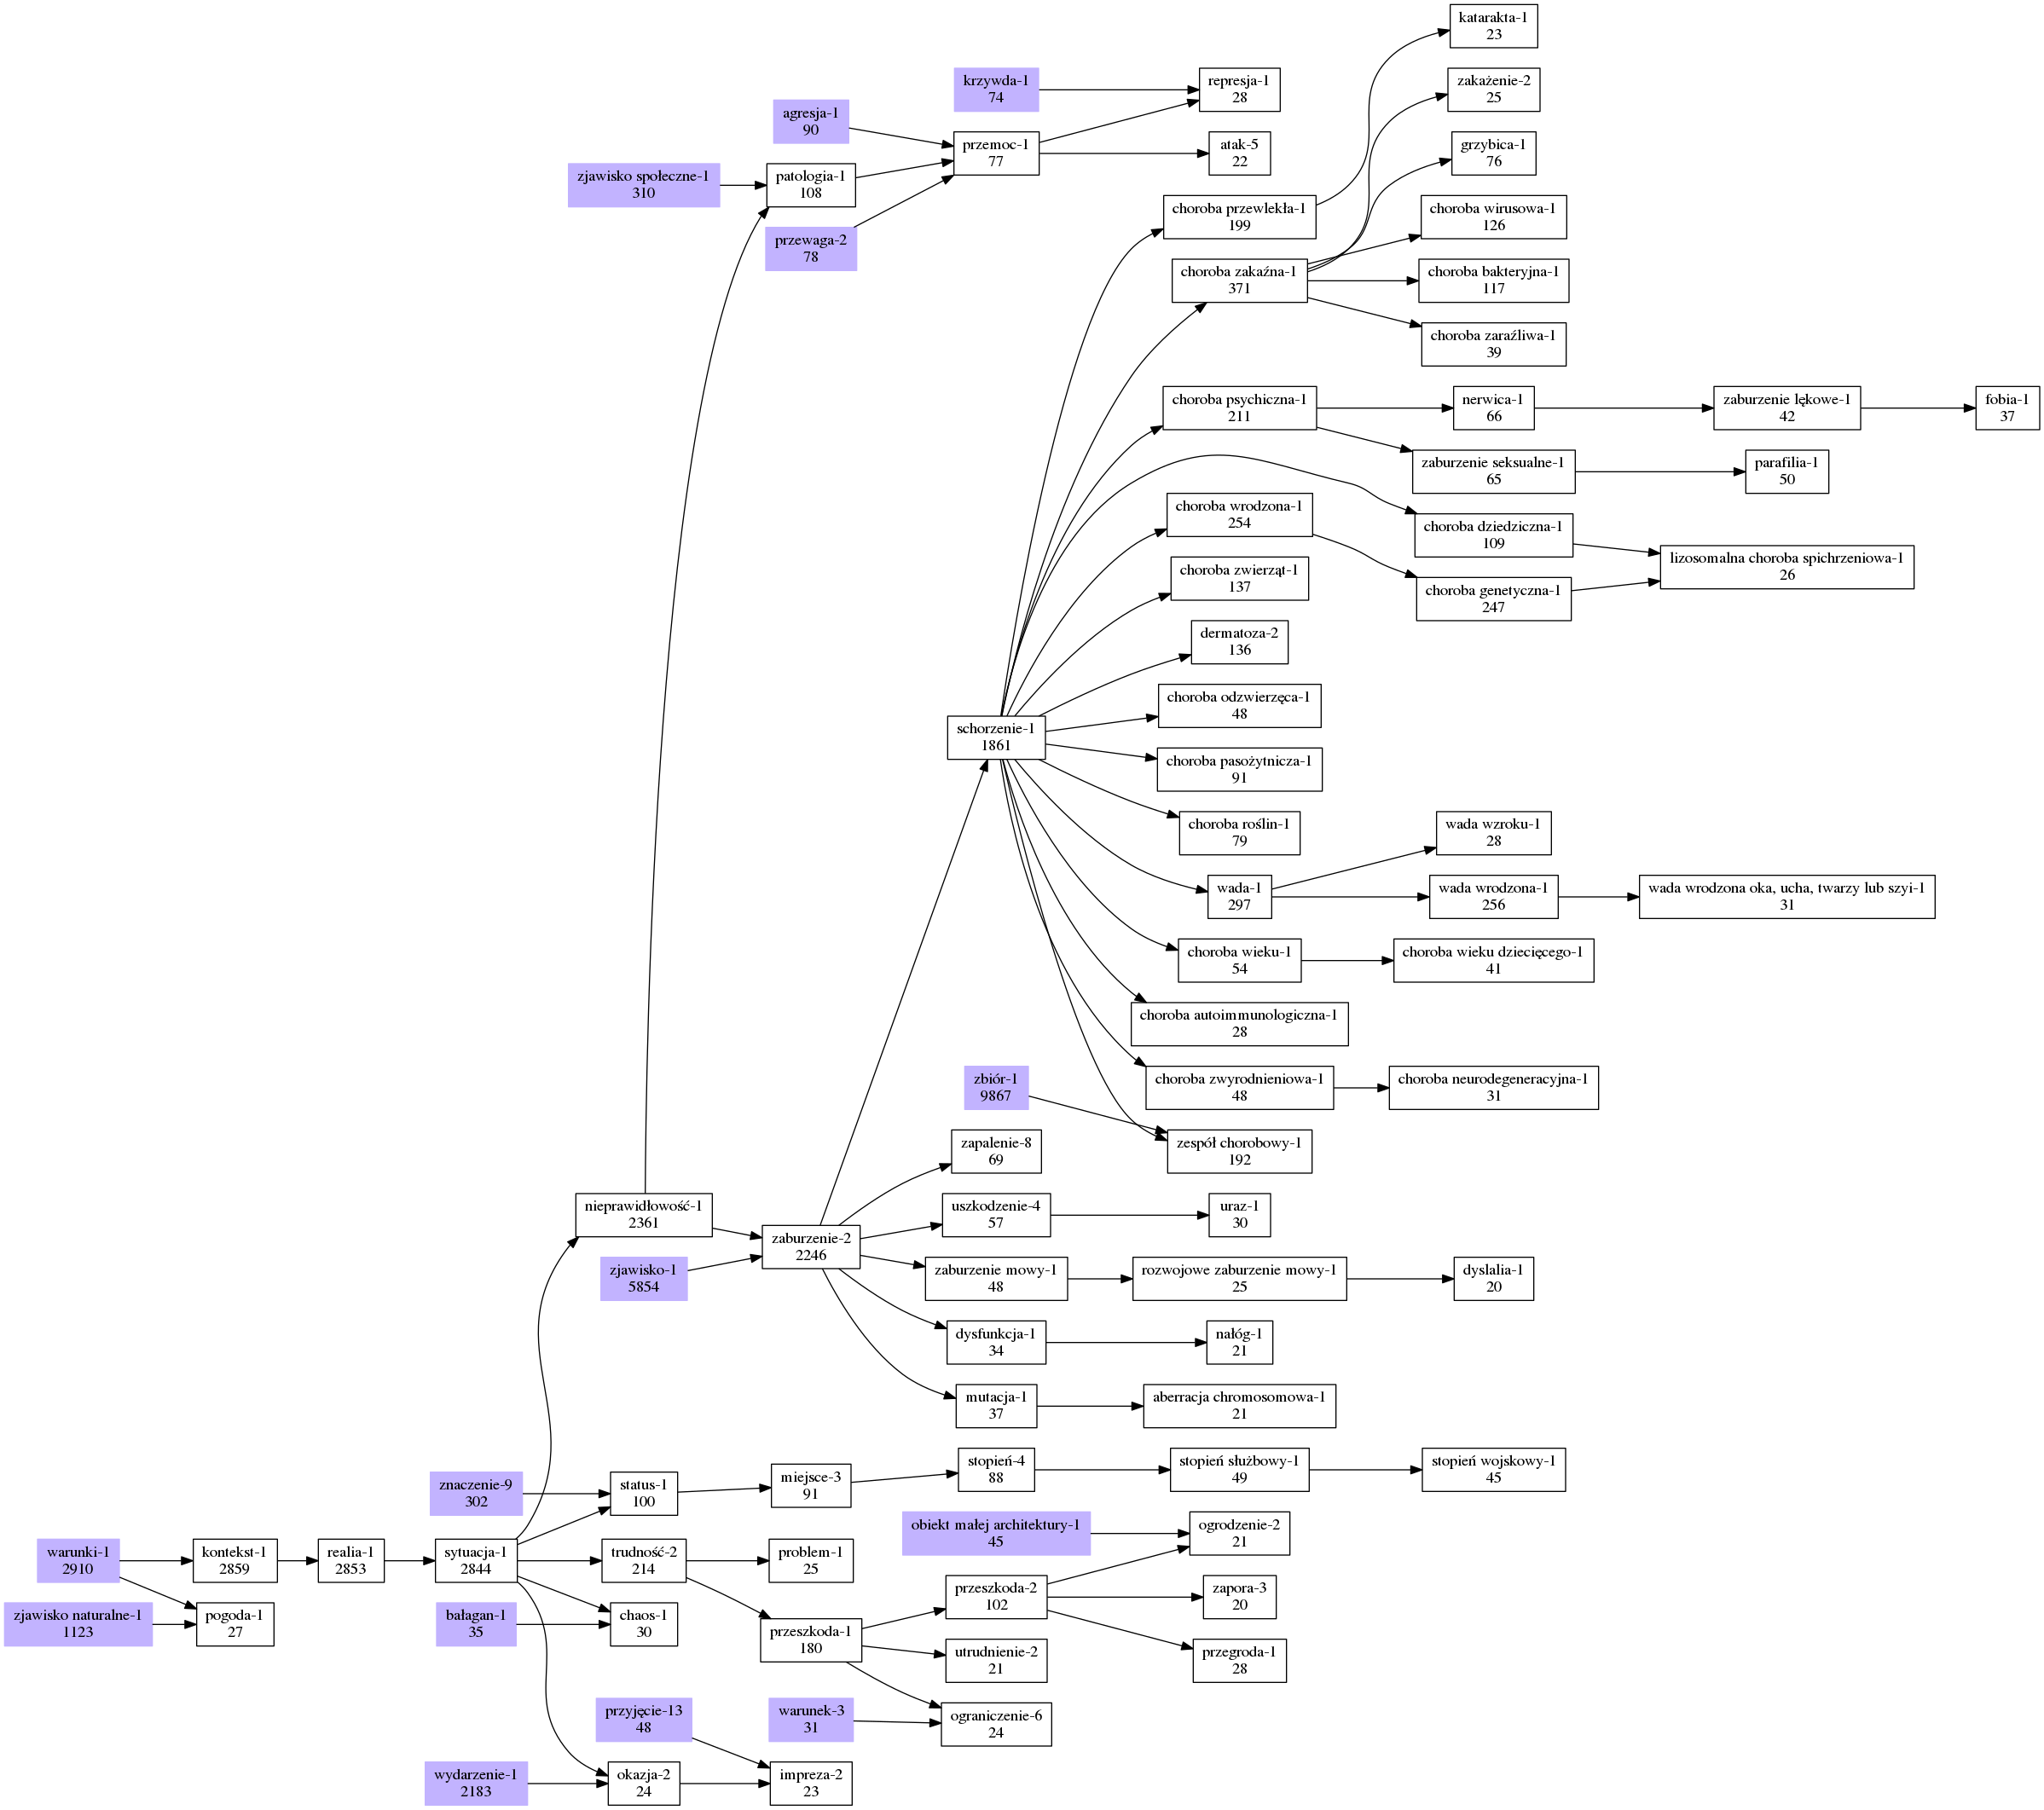 katarakta-1
23
krzywda-1
74
represja-1
28
zakażenie-2
25
agresja-1
90
przemoc-1
77
atak-5
22
grzybica-1
76
zjawisko społeczne-1
310
patologia-1
108
choroba przewlekła-1
199
choroba wirusowa-1
126
przewaga-2
78
choroba zakaźna-1
371
choroba bakteryjna-1
117
choroba zaraźliwa-1
39
choroba psychiczna-1
211
nerwica-1
66
zaburzenie lękowe-1
42
fobia-1
37
zaburzenie seksualne-1
65
parafilia-1
50
choroba wrodzona-1
254
choroba dziedziczna-1
109
lizosomalna choroba spichrzeniowa-1
26
choroba zwierząt-1
137
choroba genetyczna-1
247
dermatoza-2
136
choroba odzwierzęca-1
48
schorzenie-1
1861
choroba pasożytnicza-1
91
choroba roślin-1
79
wada wzroku-1
28
wada-1
297
wada wrodzona-1
256
wada wrodzona oka, ucha, twarzy lub szyi-1
31
choroba wieku-1
54
choroba wieku dziecięcego-1
41
choroba autoimmunologiczna-1
28
zbiór-1
9867
choroba zwyrodnieniowa-1
48
choroba neurodegeneracyjna-1
31
zapalenie-8
69
zespół chorobowy-1
192
nieprawidłowość-1
2361
uszkodzenie-4
57
uraz-1
30
zaburzenie-2
2246
zjawisko-1
5854
zaburzenie mowy-1
48
rozwojowe zaburzenie mowy-1
25
dyslalia-1
20
dysfunkcja-1
34
nałóg-1
21
mutacja-1
37
aberracja chromosomowa-1
21
znaczenie-9
302
status-1
100
miejsce-3
91
stopień-4
88
stopień służbowy-1
49
stopień wojskowy-1
45
obiekt małej architektury-1
45
ogrodzenie-2
21
warunki-1
2910
kontekst-1
2859
realia-1
2853
sytuacja-1
2844
trudność-2
214
problem-1
25
przeszkoda-2
102
zapora-3
20
zjawisko naturalne-1
1123
pogoda-1
27
bałagan-1
35
chaos-1
30
przeszkoda-1
180
utrudnienie-2
21
przegroda-1
28
przyjęcie-13
48
warunek-3
31
ograniczenie-6
24
wydarzenie-1
2183
okazja-2
24
impreza-2
23